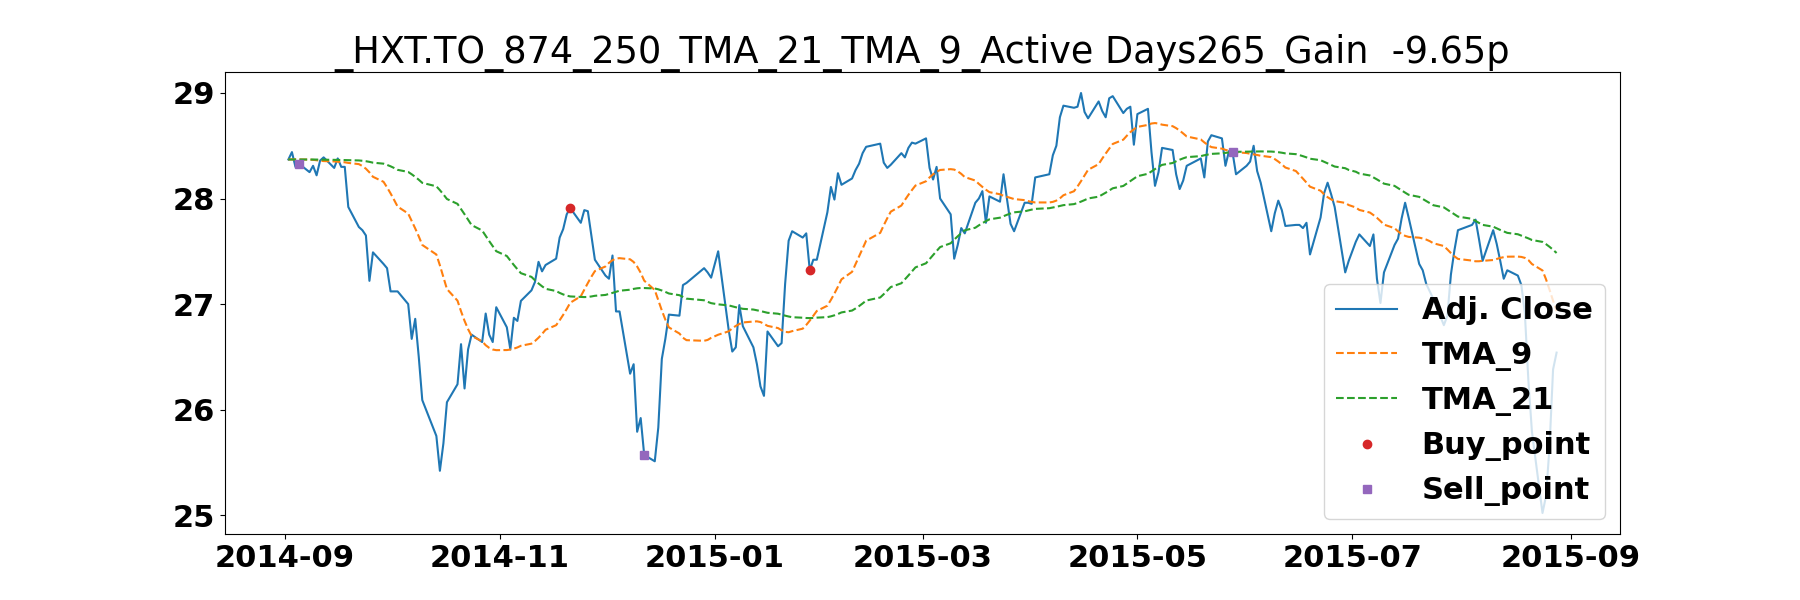 _HXT.TO_874_250_TMA_21_TMA_9_Active Days265_Gain  -9.65p
29
28
27
26
25
Adj. Close
TMA_9
TMA_21
Buy_point
Sell_point
2014-09 2014-11 2015-01 2015-03 2015-05 2015-07 2015-09